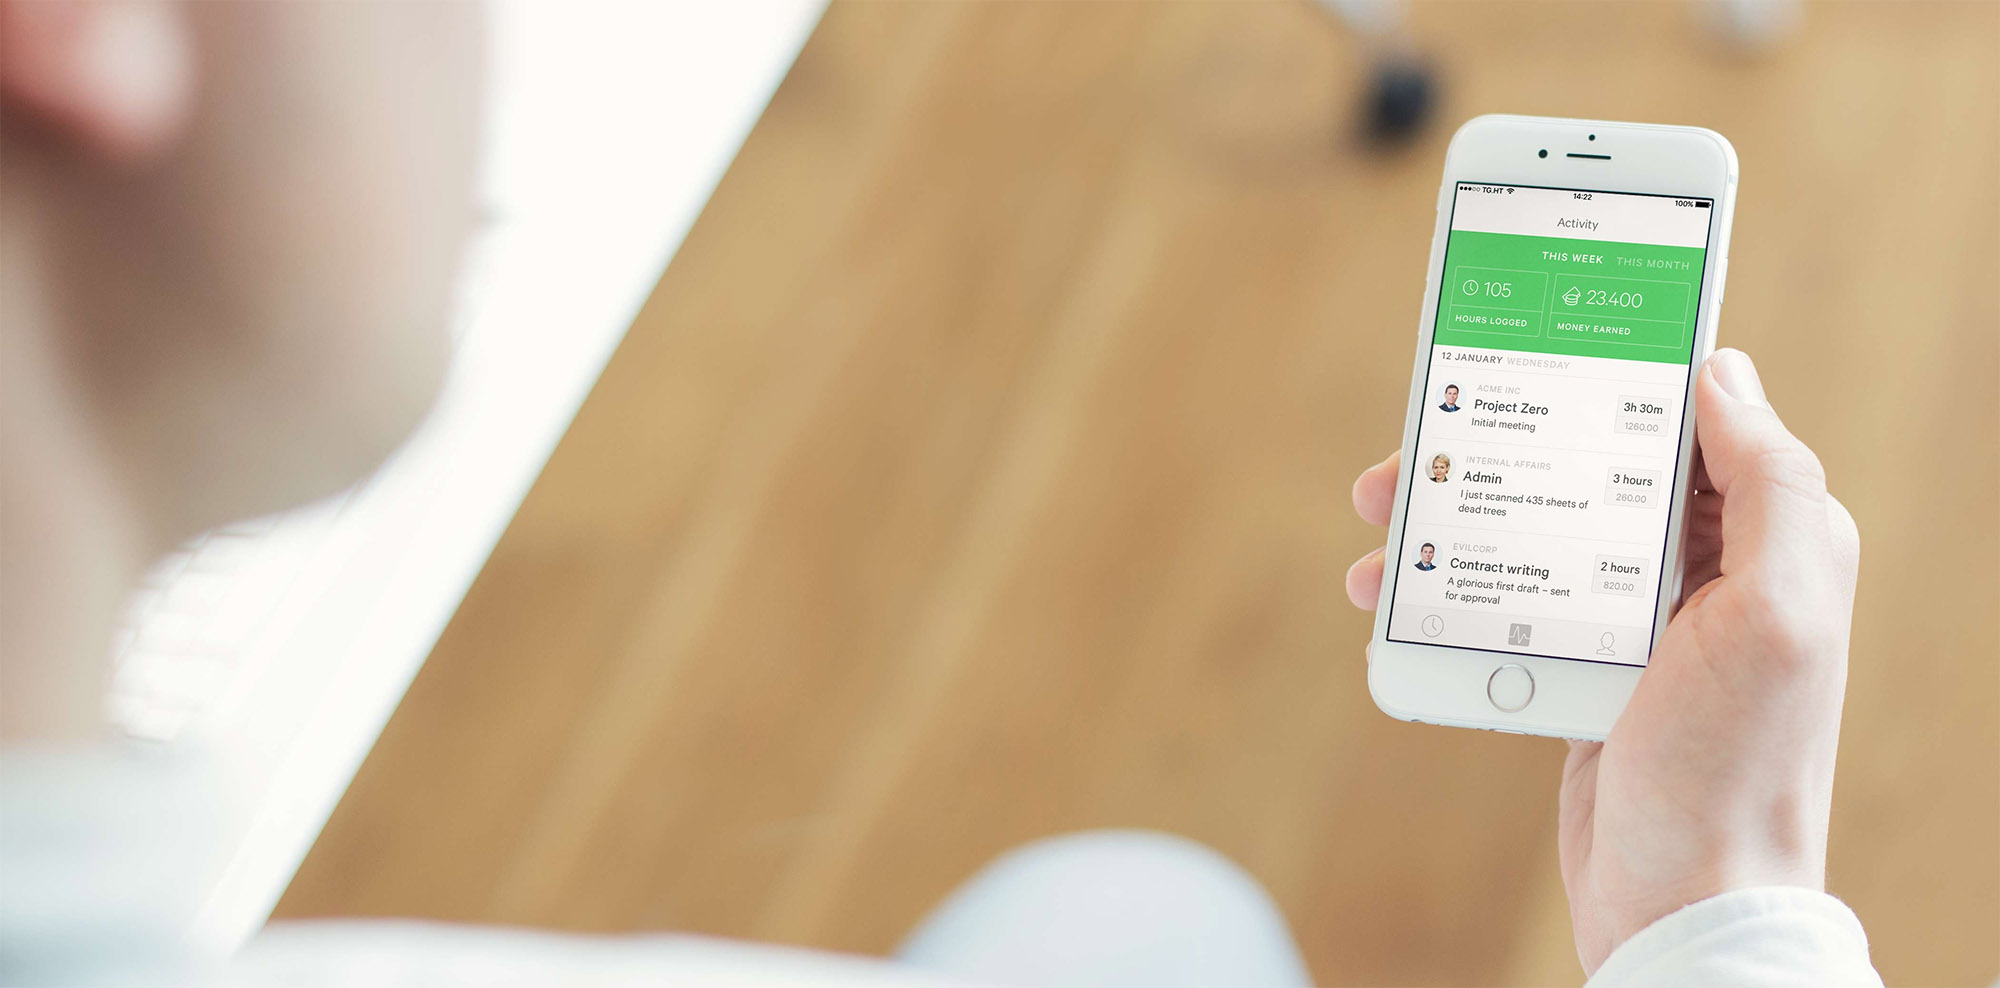 TG.HT 14:22 100%
Activity
THIS WEEK THIS MONTH
105 23.400
HOURS LOGGED MONEY EARNED
12 JANUARY WEDNESDAY
ACME INC
Project Zero 3h 30m
Initial meeting 1260.00
INTERNAL AFFAIRS
Admin 3 hours
I just scanned 435 sheets of 260.00
dead trees
EVILCORP
Contract writing 2 hours
A glorious first draft – sent 820.00
for approval